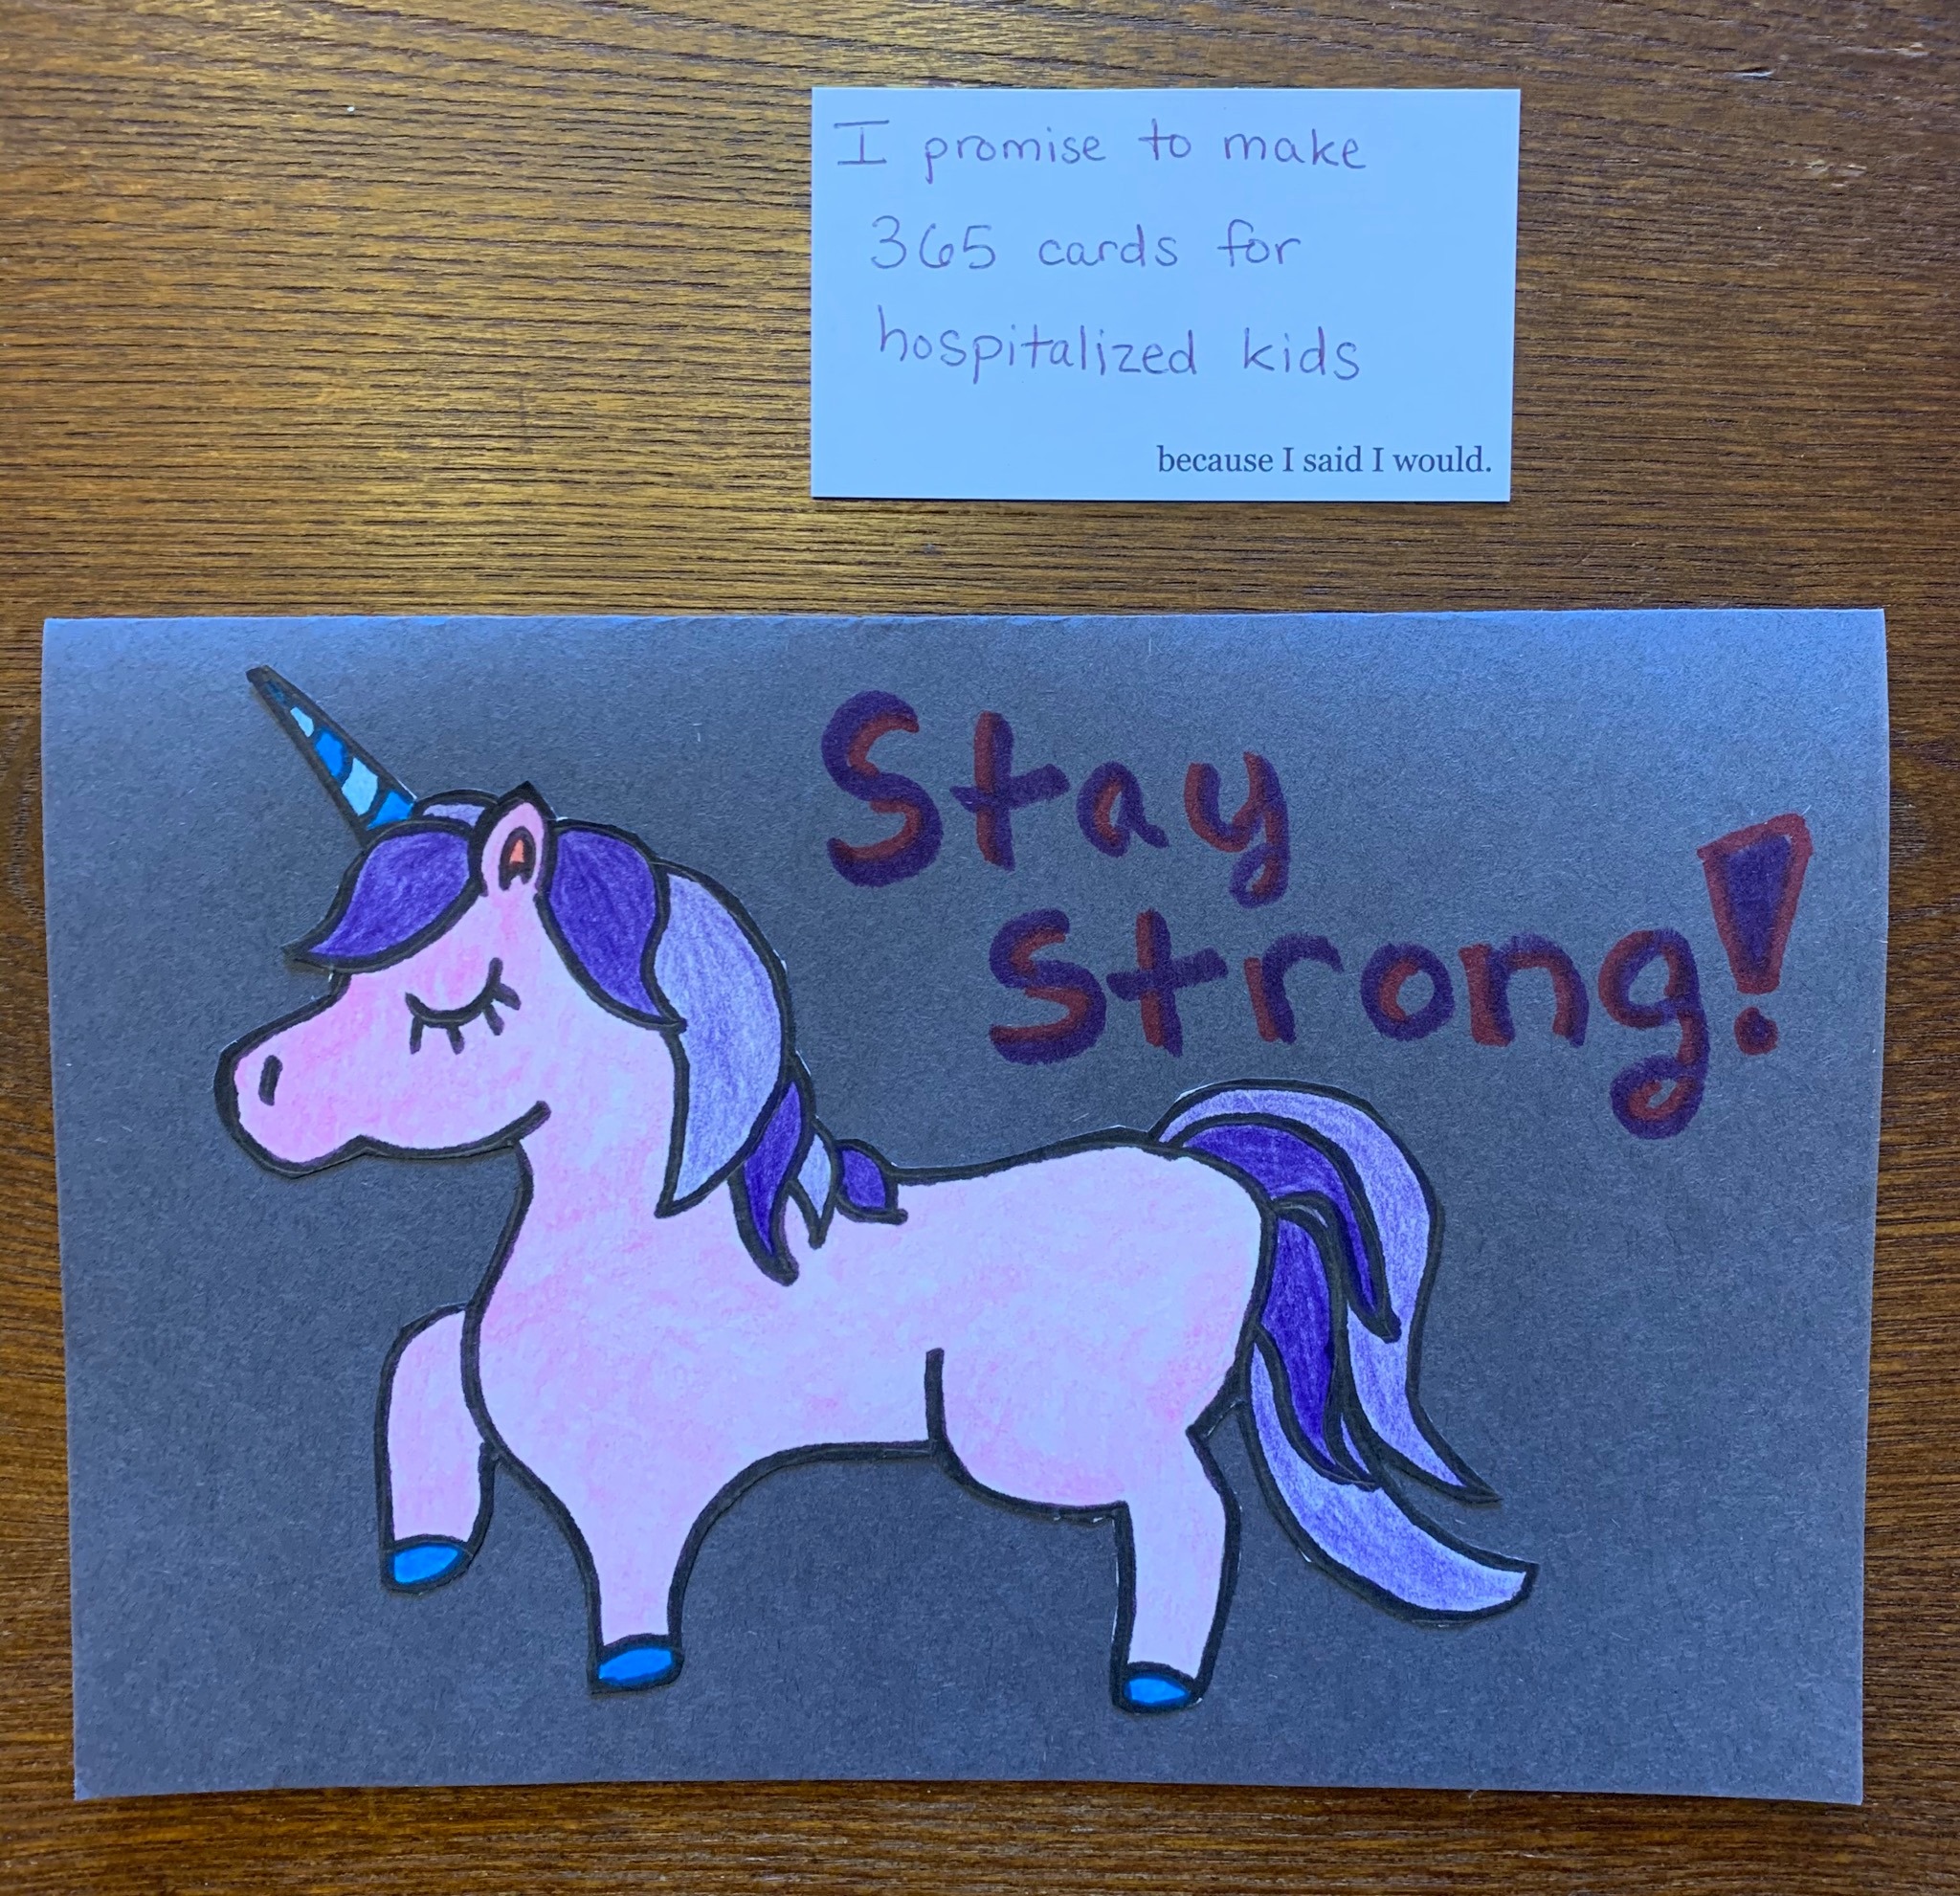 I promise to make
365 cards for
hospitalized kids
because I said I would.
Stay
Strong!